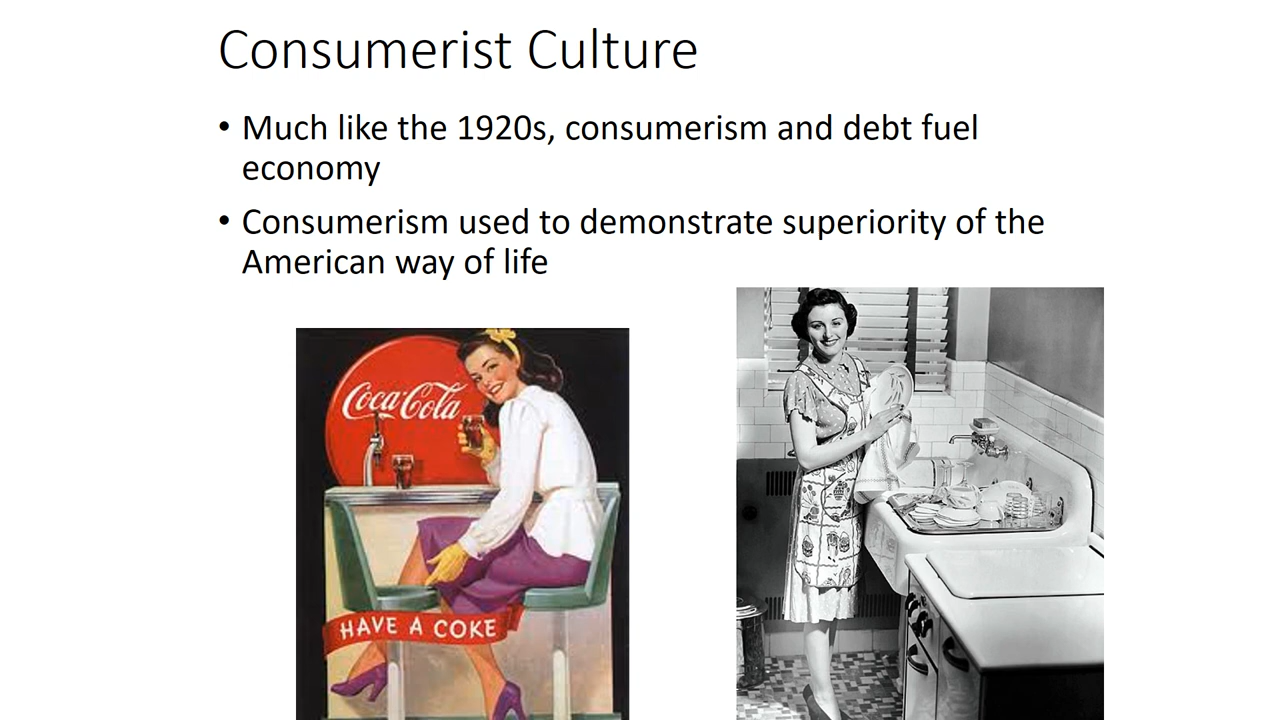 Consumerist Culture
• Much like the 1920s, consumerism and debt fuel
economy
• Consumerism used to demonstrate superiority of the
American way of life
Coca-Cola
HAVE A COKE